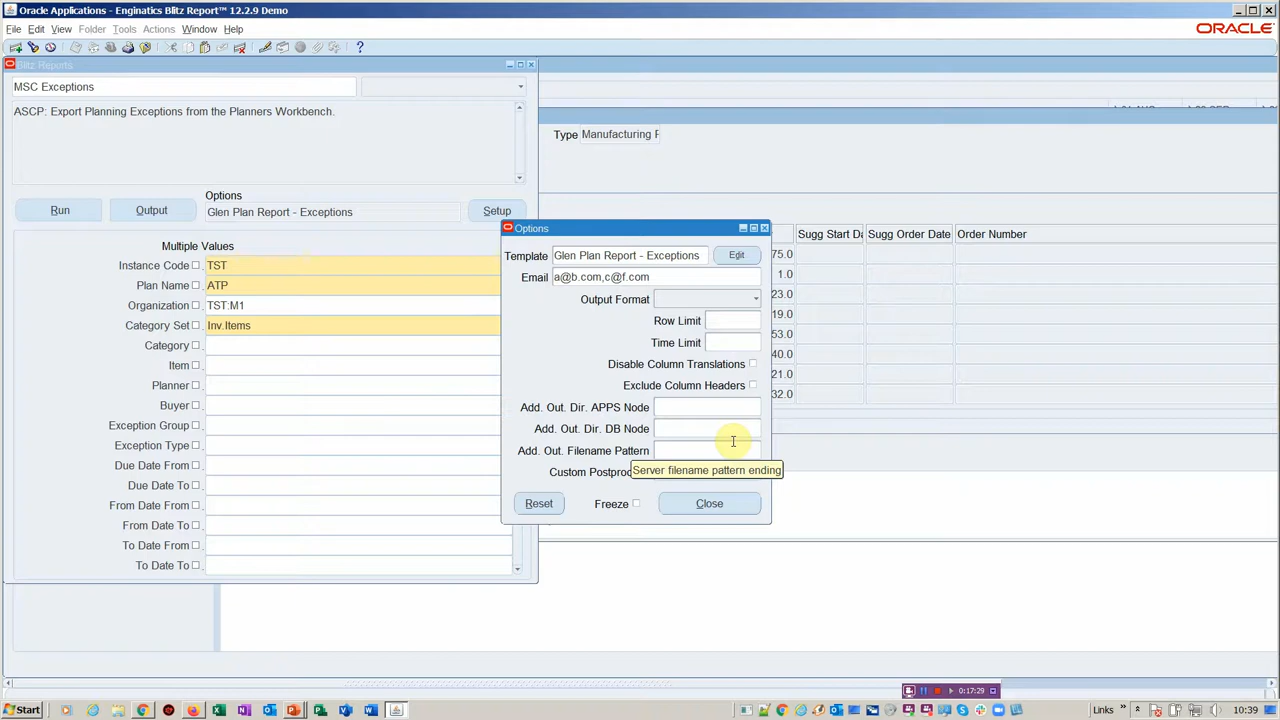 Oracle Applications - Enginatics Blitz Report™ 12.2.9 Demo
File Edit View Folder Tools Actions Window Help
ORACLE
Blitz Reports
MSC Exceptions
ASCP: Export Planning Exceptions from the Planners Workbench.
Type Manufacturing
Options
Run Output Glen Plan Report - Exceptions Setup
Multiple Values
Instance Code TST
Plan Name ATP
Organization TST:M1
Category Set Inv.Items
Category
Item
Planner
Buyer
Exception Group
Exception Type
Due Date From
Due Date To
From Date From
From Date To
To Date From
To Date To
Options
Template Glen Plan Report - Exceptions Edit
Email a@b.com,c@f.com
Output Format
Row Limit
Time Limit
Disable Column Translations
Exclude Column Headers
Add. Out. Dir. APPS Node
Add. Out. Dir. DB Node
Add. Out. Filename Pattern
Server filename pattern ending
Custom Postproc
Reset Freeze Close
Sugg Start Da Sugg Order Date Order Number
75.0
1.0
23.0
19.0
53.0
40.0
21.0
32.0
0:17:29
Start Links » 10:39